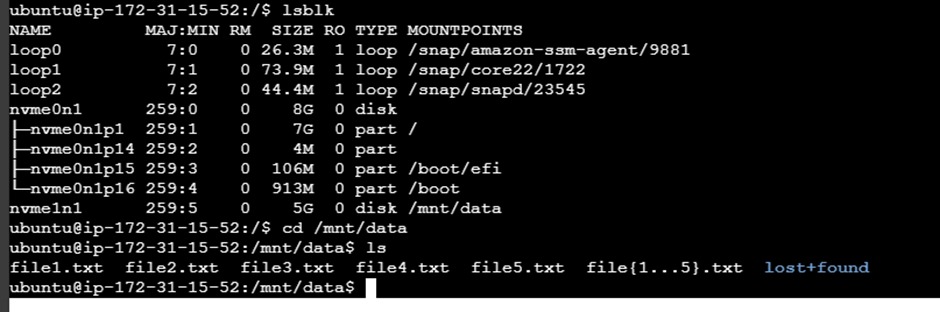 ubuntu@ip-172-31-15-52:/$ lsblk
NAME         MAJ:MIN RM   SIZE RO TYPE MOUNTPOINTS
loop0          7:0    0  26.3M  1 loop /snap/amazon-ssm-agent/9881
loop1          7:1    0  73.9M  1 loop /snap/core22/1722
loop2          7:2    0  44.4M  1 loop /snap/snapd/23545
nvme0n1      259:0    0     8G  0 disk
├─nvme0n1p1  259:1    0     7G  0 part /
├─nvme0n1p14 259:2    0     4M  0 part
├─nvme0n1p15 259:3    0   106M  0 part /boot/efi
└─nvme0n1p16 259:4    0   913M  0 part /boot
nvme1n1      259:5    0     5G  0 disk /mnt/data
ubuntu@ip-172-31-15-52:/$ cd /mnt/data
ubuntu@ip-172-31-15-52:/mnt/data$ ls
file1.txt  file2.txt  file3.txt  file4.txt  file5.txt  file{1...5}.txt  lost+found
ubuntu@ip-172-31-15-52:/mnt/data$